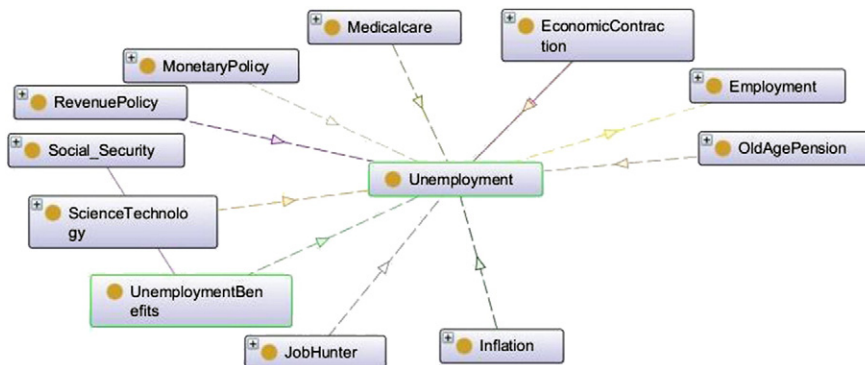 Medicalcare
EconomicContrac
tion
MonetaryPolicy
Employment
RevenuePolicy
Social_Security
OldAgePension
Unemployment
ScienceTechnolo
gy
UnemploymentBen
efits
JobHunter
Inflation